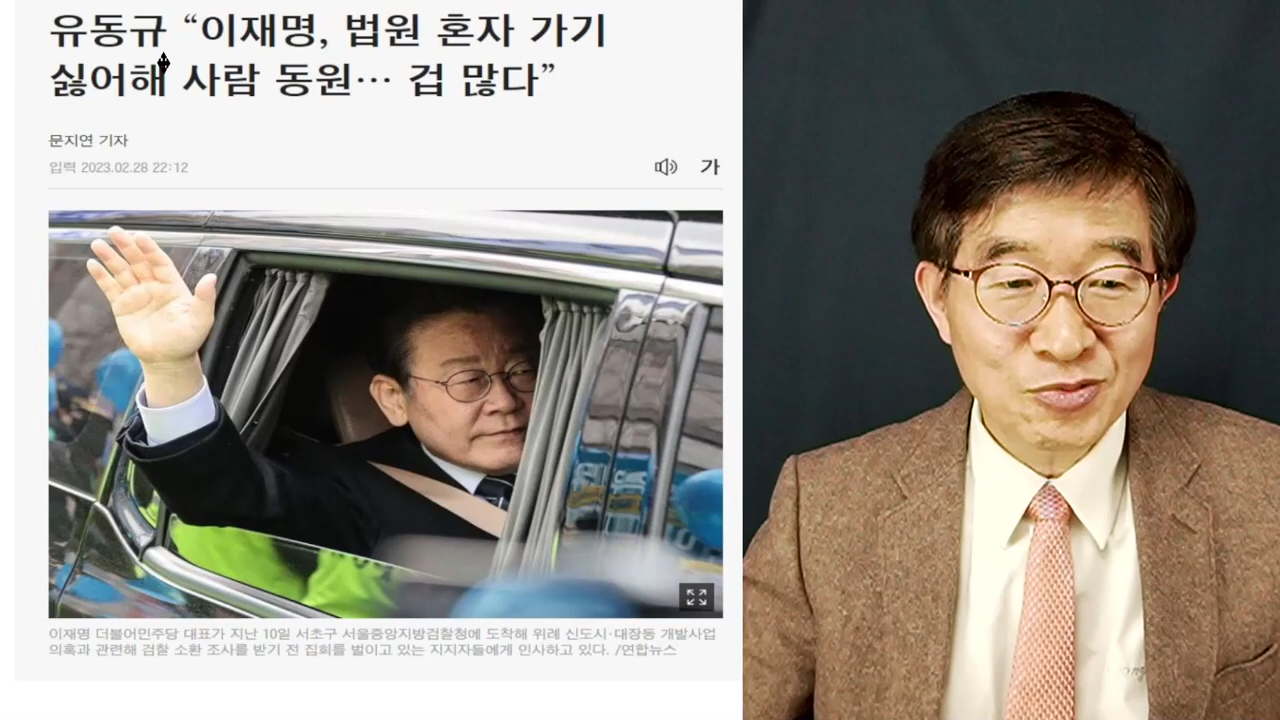 유동규 “이재명, 법원 혼자 가기
싫어해 사람 동원… 겁 많다”
문지연 기자
입력 2023.02.28 22:12
가
이재명 더불어민주당 대표가 지난 10일 서초구 서울중앙지방검찰청에 도착해 위례 신도시·대장동 개발사업
의혹과 관련해 검찰 소환 조사를 받기 전 집회를 벌이고 있는 지지자들에게 인사하고 있다. /연합뉴스